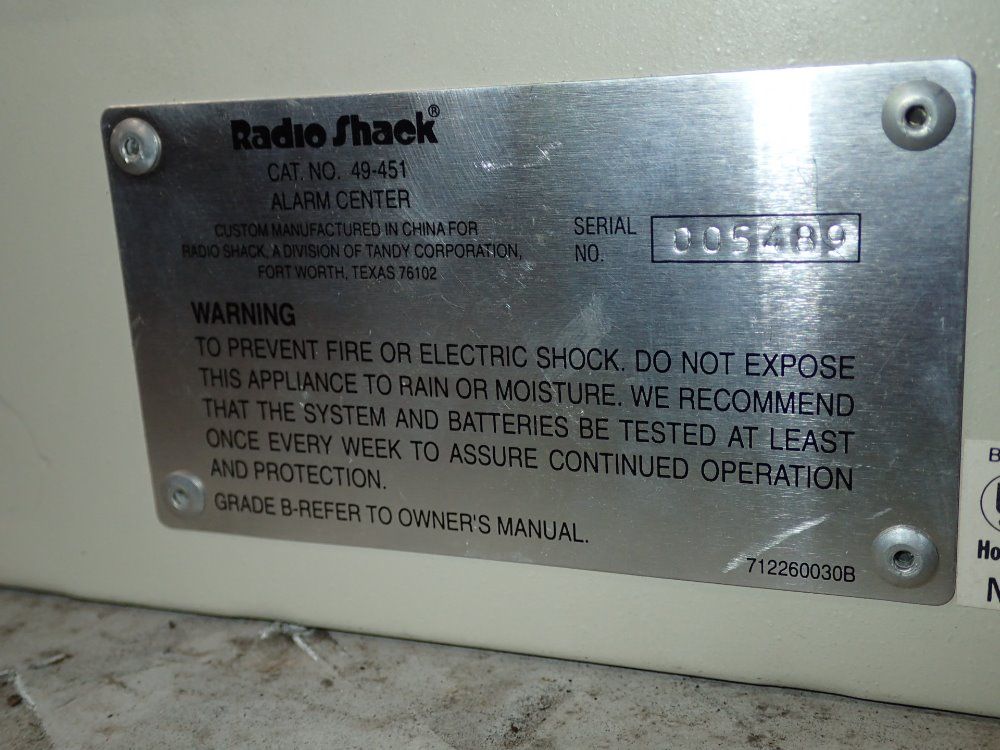 Radio Shack®
CAT. NO. 49-451
ALARM CENTER
CUSTOM MANUFACTURED IN CHINA FOR
RADIO SHACK, A DIVISION OF TANDY CORPORATION,
FORT WORTH, TEXAS 76102
SERIAL
NO.
005489
WARNING
TO PREVENT FIRE OR ELECTRIC SHOCK. DO NOT EXPOSE
THIS APPLIANCE TO RAIN OR MOISTURE. WE RECOMMEND
THAT THE SYSTEM AND BATTERIES BE TESTED AT LEAST
ONCE EVERY WEEK TO ASSURE CONTINUED OPERATION
AND PROTECTION.
GRADE B-REFER TO OWNER'S MANUAL.
712260030B